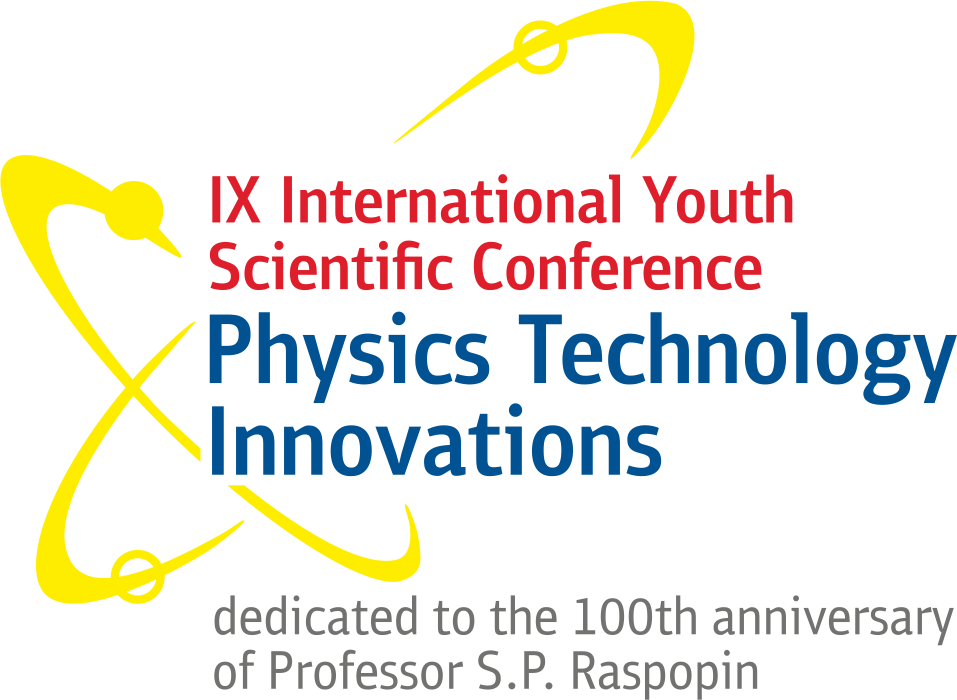 IX International Youth
Scientific Conference
Physics Technology
Innovations
dedicated to the 100th anniversary
of Professor S.P. Raspopin